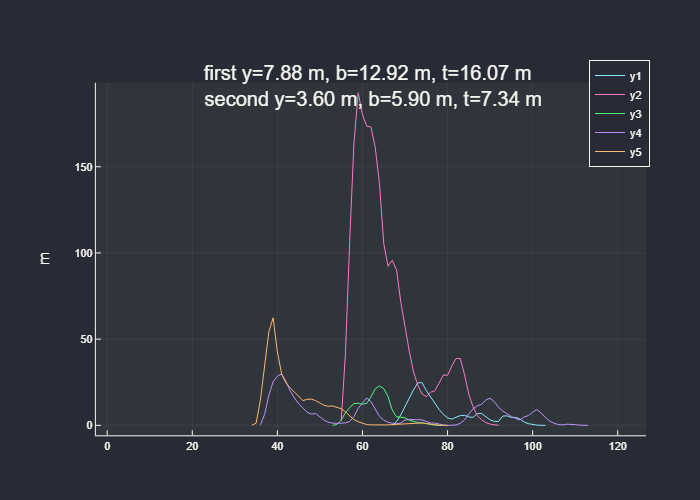 first y=7.88 m, b=12.92 m, t=16.07 m
second y=3.60 m, b=5.90 m, t=7.34 m
y1
y2
y3
y4
y5
150
100
50
0
m
0 20 40 60 80 100 120